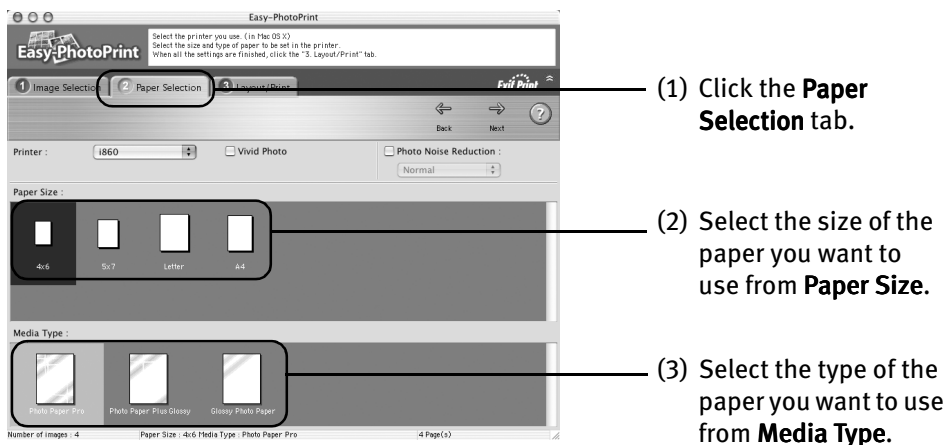 Easy-PhotoPrint
Easy-PhotoPrint
Select the printer you use. (in Mac OS X)
Select the size and type of paper to be set in the printer.
When all the settings are finished, click the "3. Layout/Print" tab.
1 Image Selection 2 Paper Selection 3 Layout/Print Exif Print
Back Next ?
Printer : i860 Vivid Photo Photo Noise Reduction :
Normal
Paper Size :
4x6 5x7 Letter A4
Media Type :
Photo Paper Pro Photo Paper Plus Glossy Glossy Photo Paper
Number of images : 4 Paper Size : 4x6 Media Type : Photo Paper Pro 4 Page(s)
(1) Click the Paper
Selection tab.
(2) Select the size of the
paper you want to
use from Paper Size.
(3) Select the type of the
paper you want to use
from Media Type.